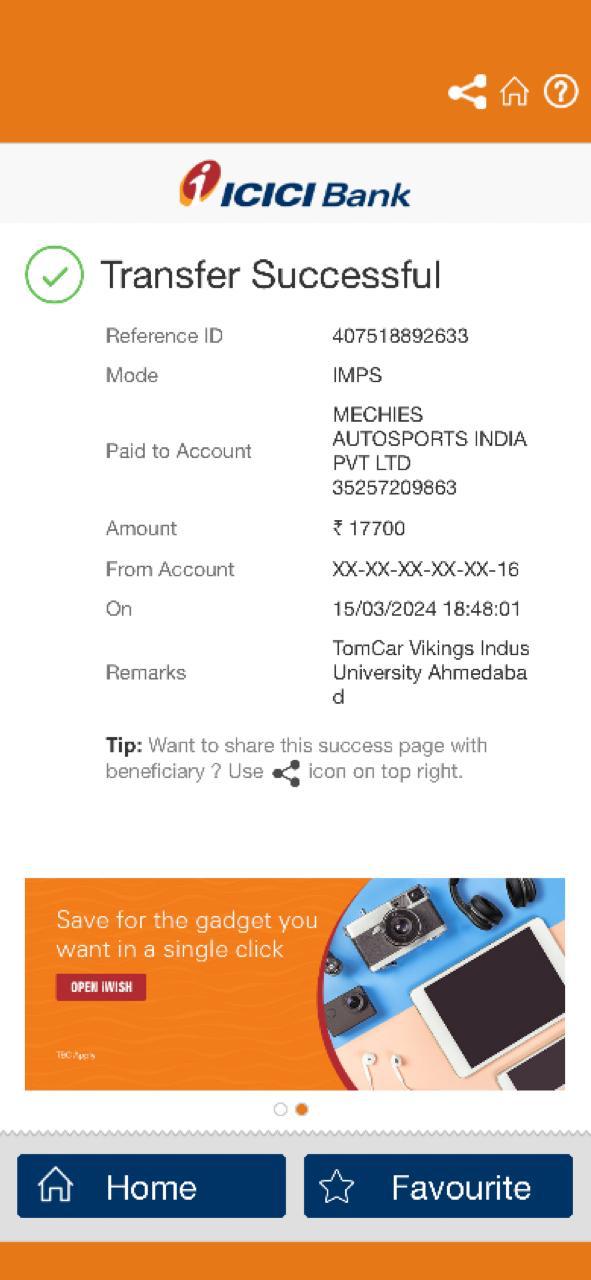 ICICI Bank
Transfer Successful
Reference ID 407518892633
Mode IMPS
Paid to Account MECHIES
AUTOSPORTS INDIA
PVT LTD
35257209863
Amount ₹ 17700
From Account XX-XX-XX-XX-XX-16
On 15/03/2024 18:48:01
Remarks TomCar Vikings Indus
University Ahmedaba
d
Tip: Want to share this success page with
beneficiary ? Use icon on top right.
Save for the gadget you
want in a single click
OPEN iWISH
T&C Apply
Home
Favourite